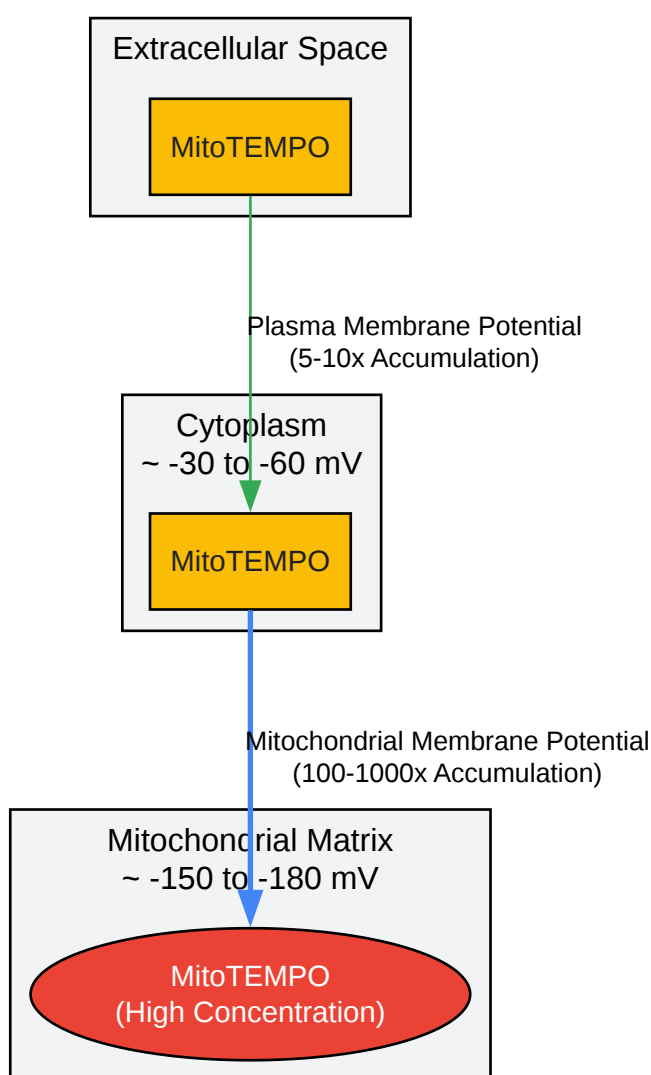 Extracellular Space
MitoTEMPO
Plasma Membrane Potential
(5-10x Accumulation)
Cytoplasm
~ -30 to -60 mV
MitoTEMPO
Mitochondrial Membrane Potential
(100-1000x Accumulation)
Mitochondrial Matrix
~ -150 to -180 mV
MitoTEMPO
(High Concentration)